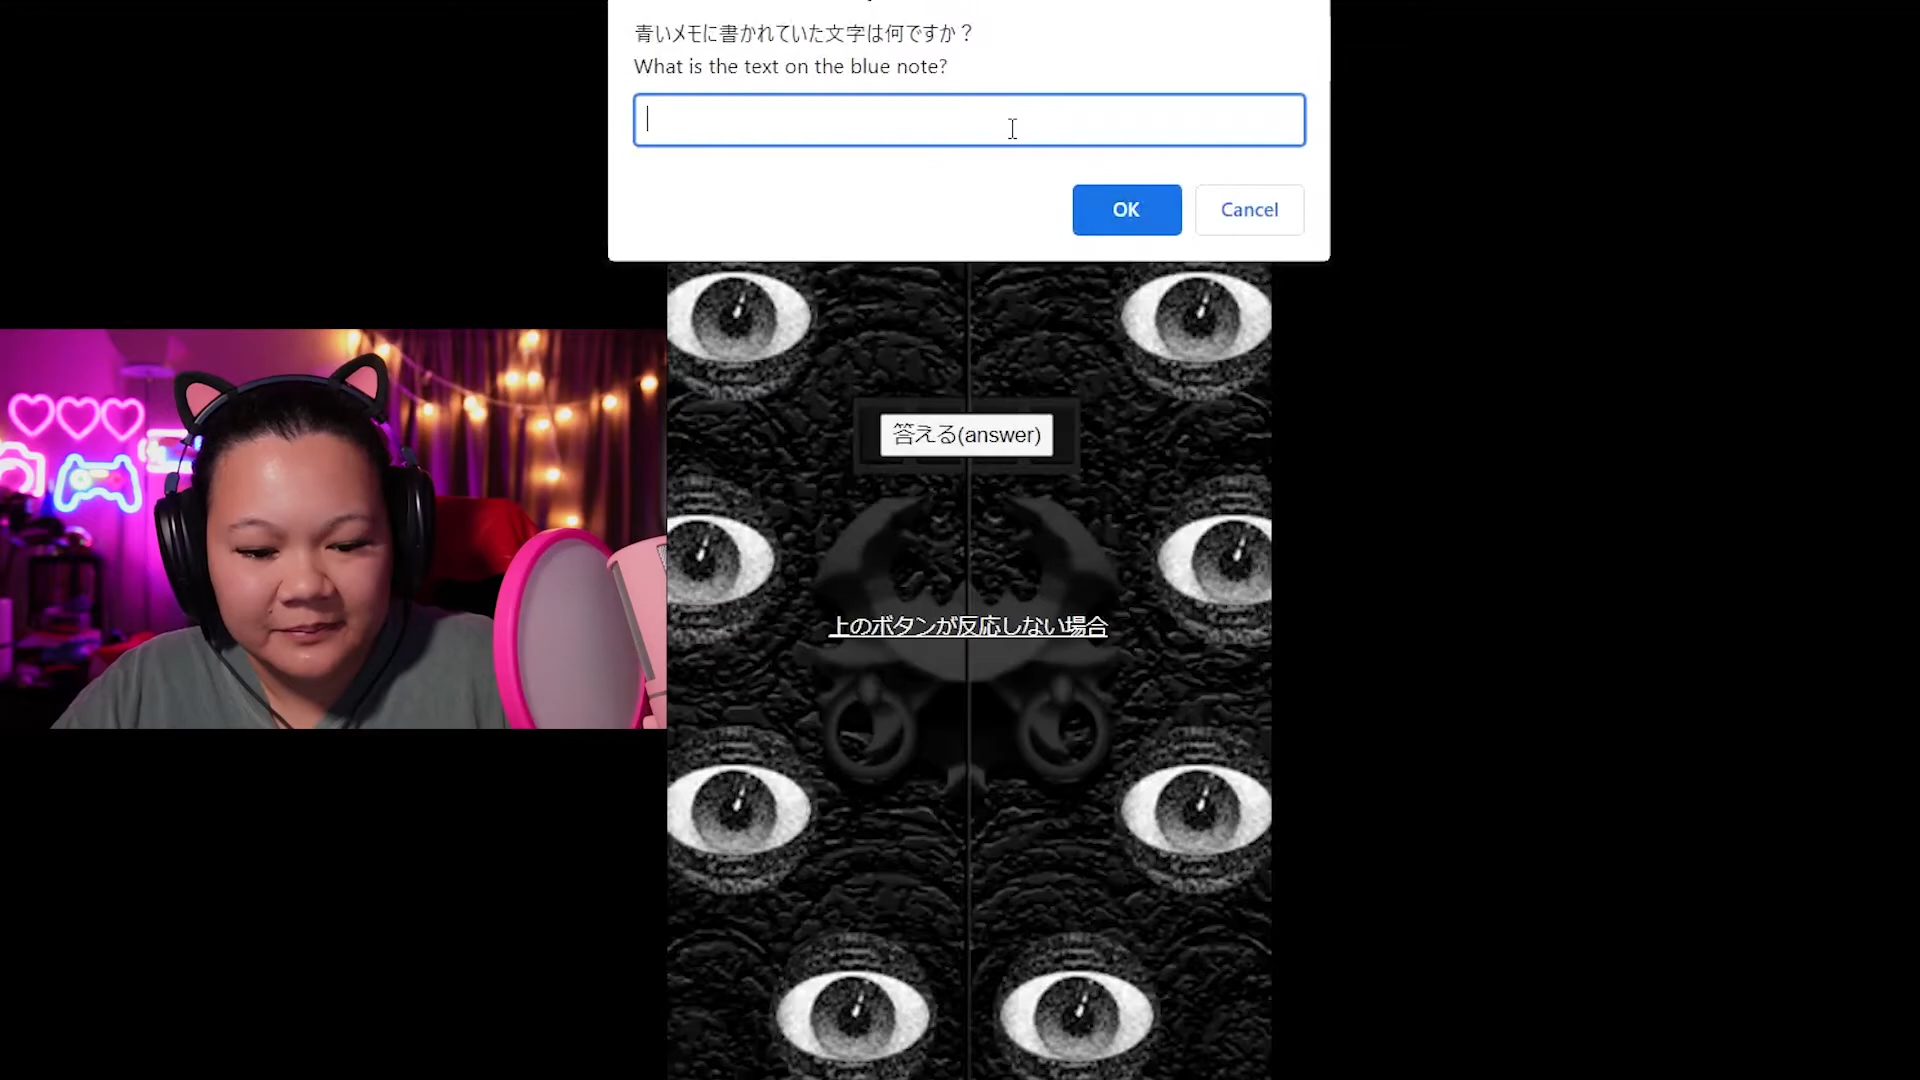 青いメモに書かれていた文字は何ですか？
What is the text on the blue note?
OK
Cancel
答える(answer)
上のボタンが反応しない場合